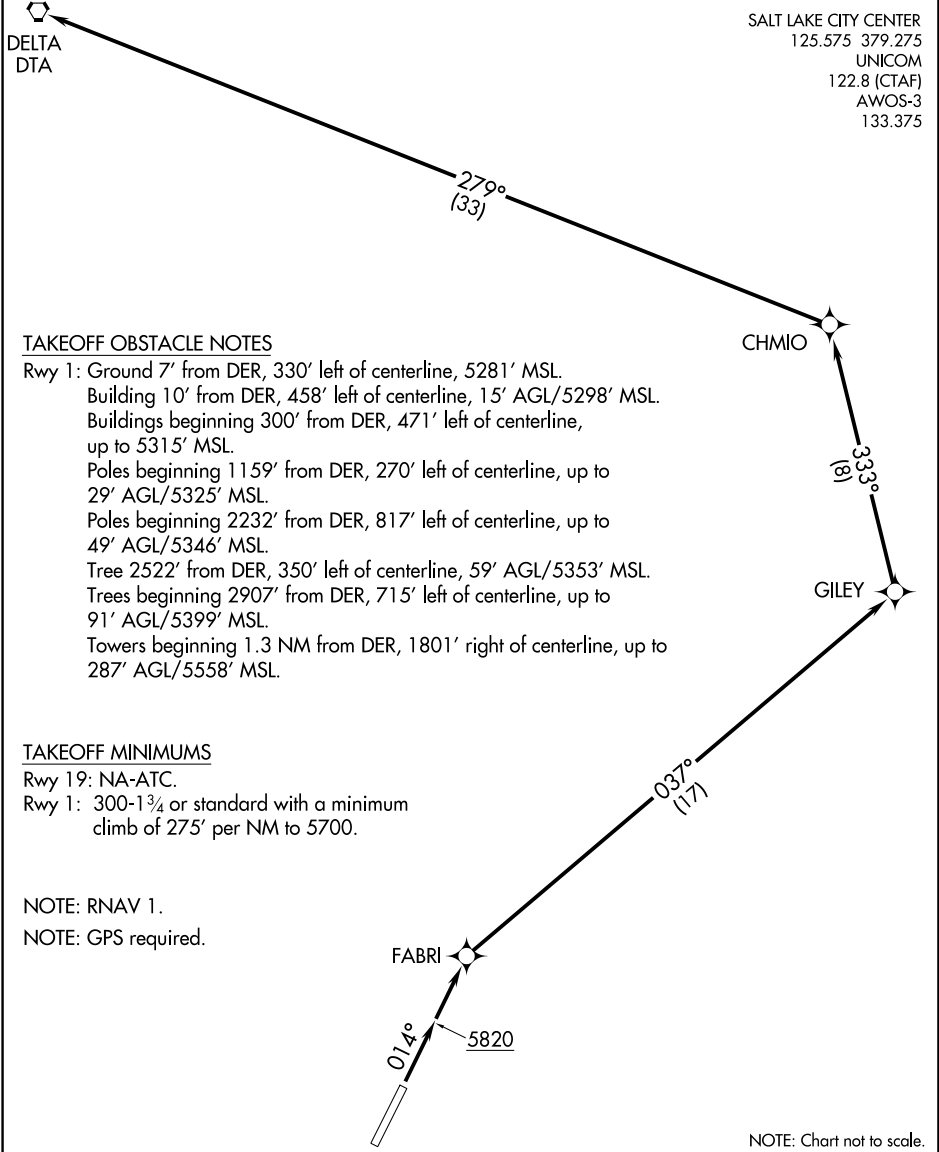 DELTA
DTA
SALT LAKE CITY CENTER
125.575 379.275
UNICOM
122.8 (CTAF)
AWOS-3
133.375
279°
(33)
CHMIO
TAKEOFF OBSTACLE NOTES
Rwy 1: Ground 7' from DER, 330' left of centerline, 5281' MSL.
Building 10' from DER, 458' left of centerline, 15' AGL/5298' MSL.
Buildings beginning 300' from DER, 471' left of centerline,
up to 5315' MSL.
Poles beginning 1159' from DER, 270' left of centerline, up to
29' AGL/5325' MSL.
Poles beginning 2232' from DER, 817' left of centerline, up to
49' AGL/5346' MSL.
Tree 2522' from DER, 350' left of centerline, 59' AGL/5353' MSL.
Trees beginning 2907' from DER, 715' left of centerline, up to
91' AGL/5399' MSL.
Towers beginning 1.3 NM from DER, 1801' right of centerline, up to
287' AGL/5558' MSL.
333°
(8)
GILEY
TAKEOFF MINIMUMS
Rwy 19: NA-ATC.
Rwy 1: 300-1¾ or standard with a minimum
climb of 275' per NM to 5700.
037°
(17)
NOTE: RNAV 1.
NOTE: GPS required.
FABRI
014°
5820
NOTE: Chart not to scale.